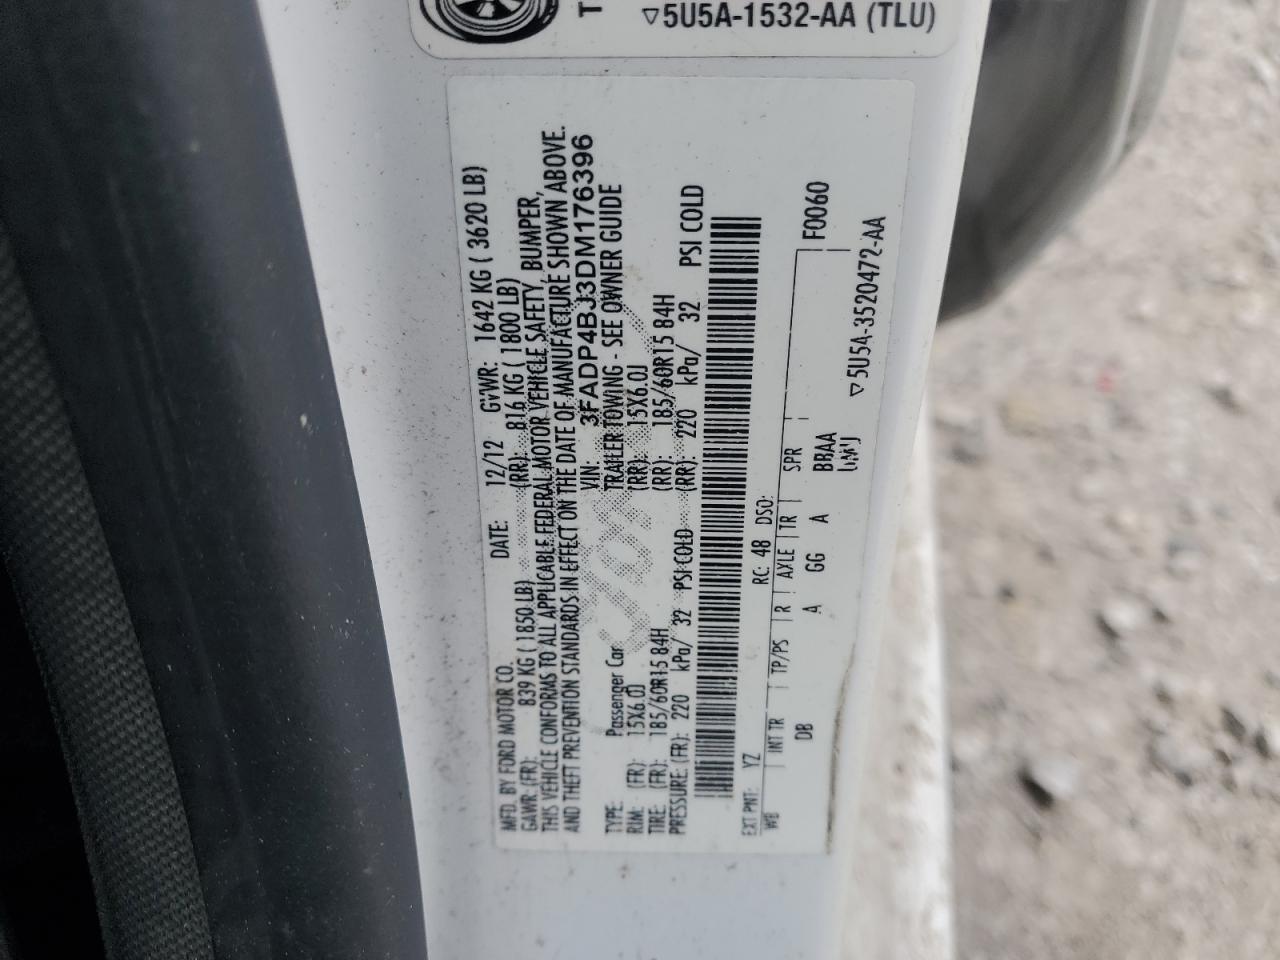 T
▽5U5A-1532-AA (TLU)
MFD. BY FORD MOTOR CO. DATE: 12/12 GVWR: 1642 KG ( 3620 LB)
GAWR: (FR): 839 KG ( 1850 LB) (RR): 816 KG ( 1800 LB)
THIS VEHICLE CONFORMS TO ALL APPLICABLE FEDERAL MOTOR VEHICLE SAFETY, BUMPER,
AND THEFT PREVENTION STANDARDS IN EFFECT ON THE DATE OF MANUFACTURE SHOWN ABOVE.
VIN: 3FADP4BJ3DM176396
TYPE: Passenger Car TRAILER TOWING - SEE OWNER GUIDE
RIM: (FR): 15X6.0J (RR): 15X6.0J
TIRE: (FR): 185/60R15 84H (RR): 185/60R15 84H
PRESSURE: (FR): 220 kPa/ 32 PSI COLD (RR): 220 kPa/ 32 PSI COLD
EXT PNT: YZ RC: 48 DSO:
WB INT TR TP/PS R AXLE TR SPR F0060
DB A GG A BBAA
▽5U5A-3520472-AA